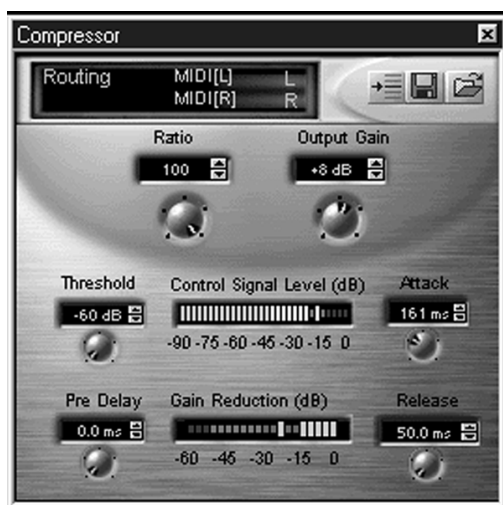 Compressor
Routing MIDI[L] L
MIDI[R] R
Ratio Output Gain
100 +8 dB
Threshold Control Signal Level (dB) Attack
-60 dB 161 ms
-90 -75 -60 -45 -30 -15 0
Pre Delay Gain Reduction (dB) Release
0.0 ms 50.0 ms
-60 -45 -30 -15 0